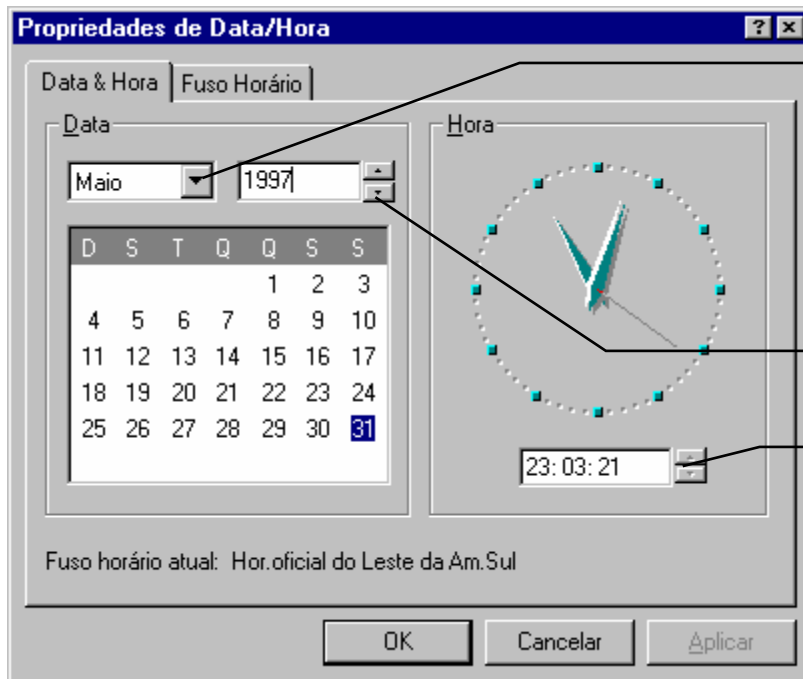 Propriedades de Data/Hora
Data & Hora Fuso Horário
Data Hora
Maio 1997
D S T Q Q S S
1 2 3
4 5 6 7 8 9 10
11 12 13 14 15 16 17
18 19 20 21 22 23 24
25 26 27 28 29 30 31
23:03:21
Fuso horário atual: Hor.oficial do Leste da Am.Sul
OK Cancelar Aplicar